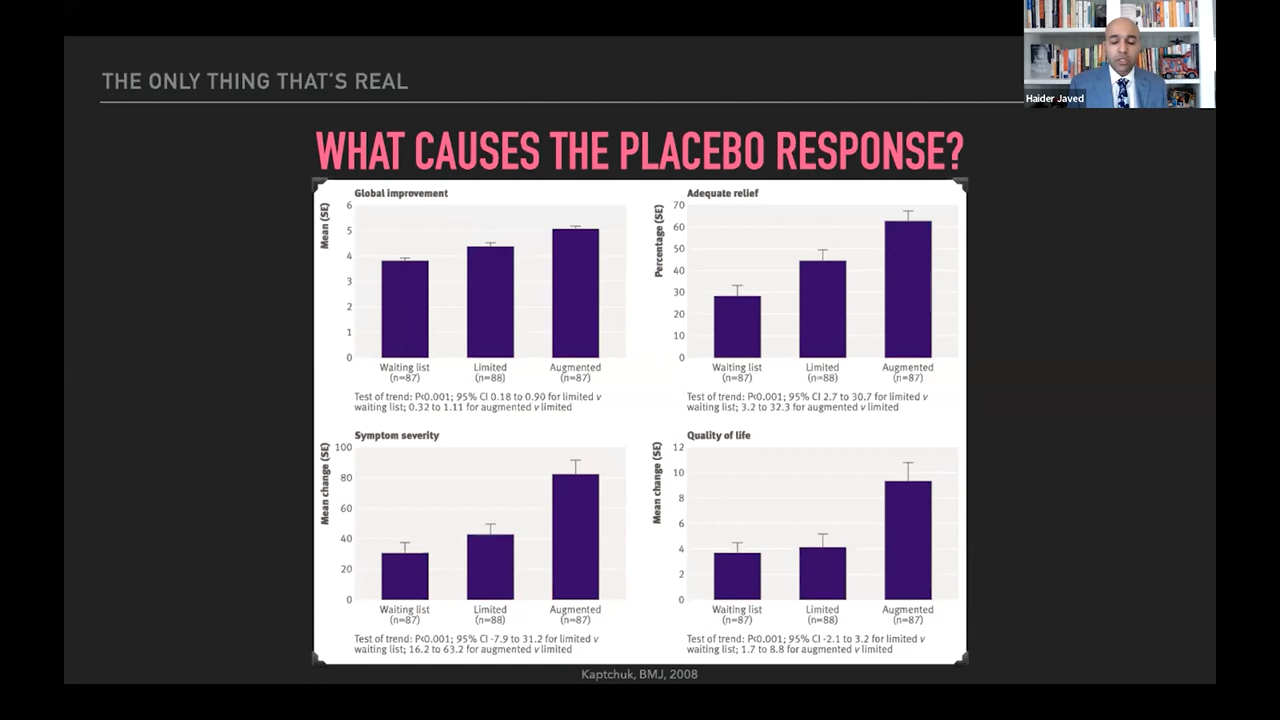 Haider Javed
THE ONLY THING THAT'S REAL
WHAT CAUSES THE PLACEBO RESPONSE?
Global improvement
Mean (SE)
6
5
4
3
2
1
0
Waiting list
(n=87)
Limited
(n=88)
Augmented
(n=87)
Test of trend: P<0.001; 95% CI 0.18 to 0.90 for limited v
waiting list; 0.32 to 1.11 for augmented v limited
Adequate relief
Percentage (SE)
70
60
50
40
30
20
10
0
Waiting list
(n=87)
Limited
(n=88)
Augmented
(n=87)
Test of trend: P<0.001; 95% CI 2.7 to 30.7 for limited v
waiting list; 3.2 to 32.3 for augmented v limited
Symptom severity
Mean change (SE)
100
80
60
40
20
0
Waiting list
(n=87)
Limited
(n=88)
Augmented
(n=87)
Test of trend: P<0.001; 95% CI -7.9 to 31.2 for limited v
waiting list; 16.2 to 63.2 for augmented v limited
Quality of life
Mean change (SE)
12
10
8
6
4
2
0
Waiting list
(n=87)
Limited
(n=88)
Augmented
(n=87)
Test of trend: P<0.001; 95% CI -2.1 to 3.2 for limited v
waiting list; 1.7 to 8.8 for augmented v limited
Kaptchuk, BMJ, 2008